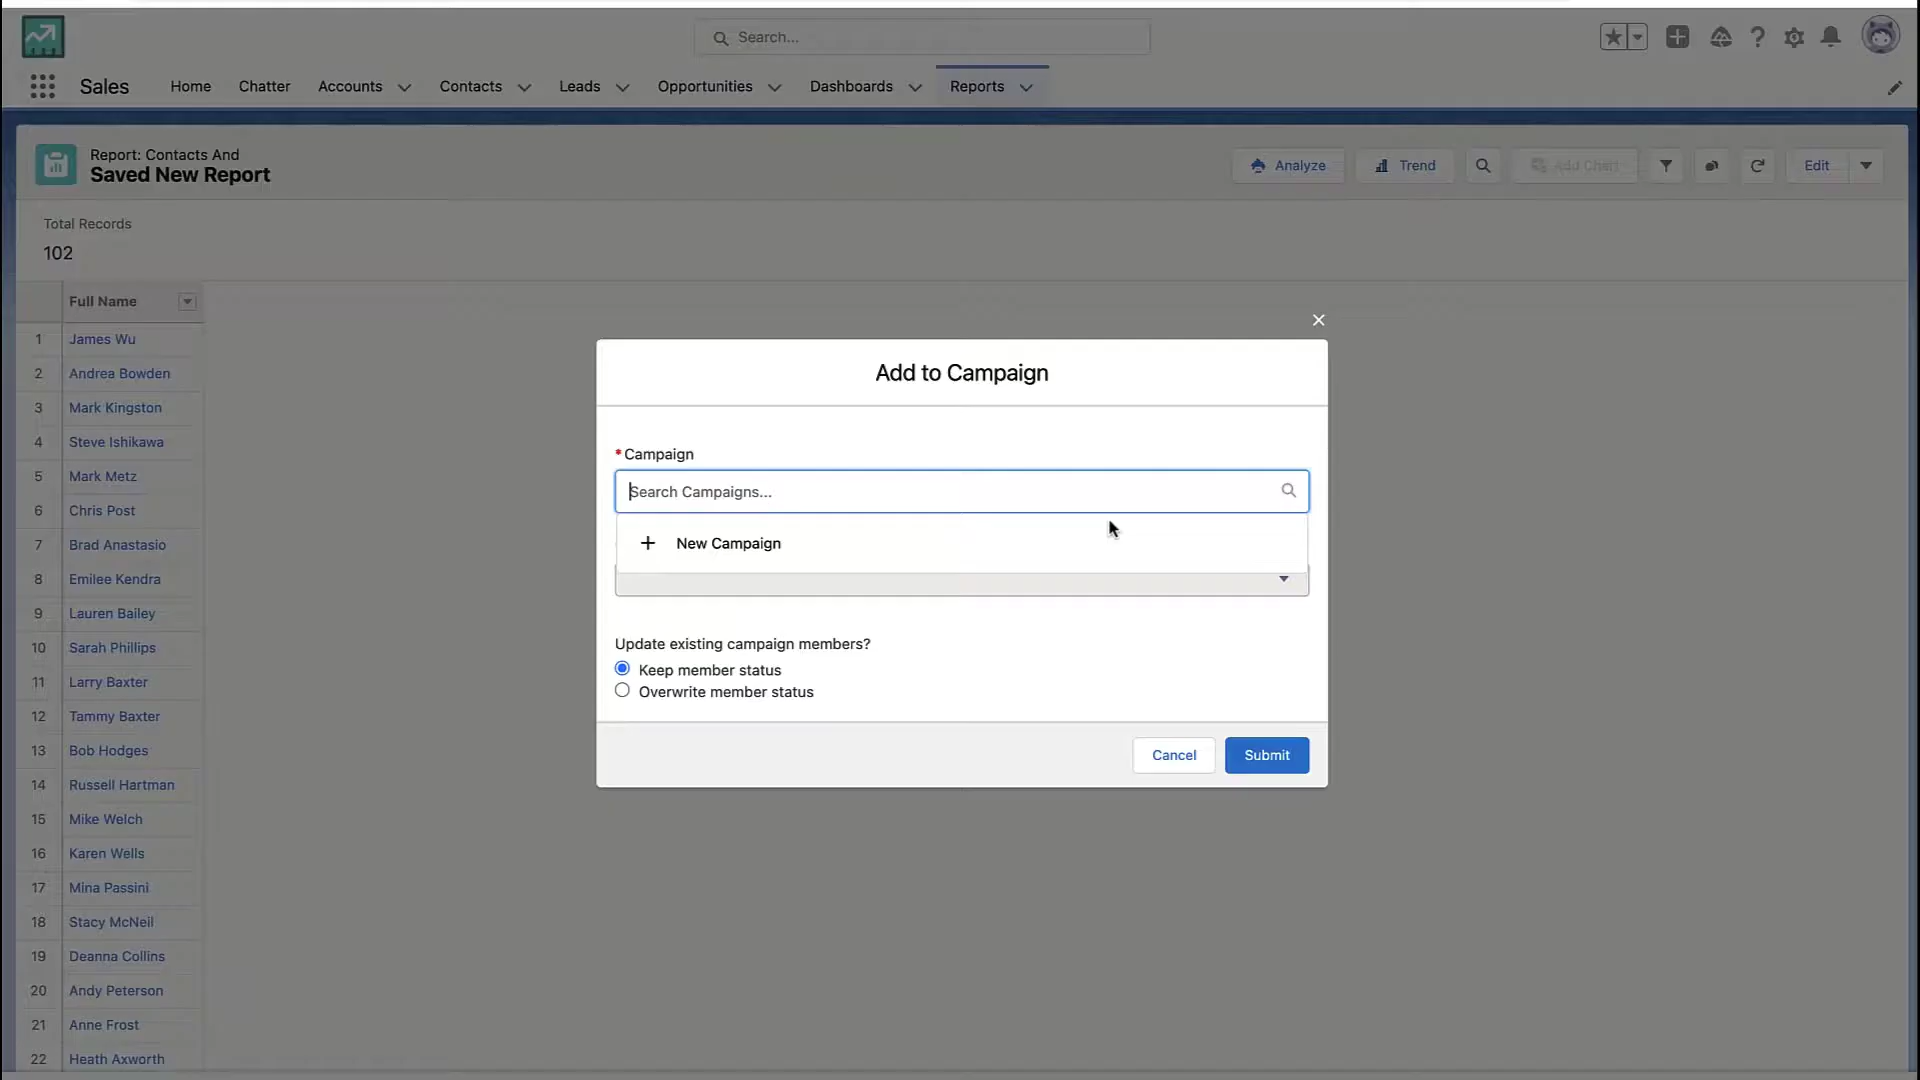 Search...
Sales
Home
Chatter
Accounts
Contacts
Leads
Opportunities
Dashboards
Reports
Report: Contacts And
Saved New Report
Analyze
Trend
Add Chart
Edit
Total Records
102
Full Name
1 James Wu
2 Andrea Bowden
3 Mark Kingston
4 Steve Ishikawa
5 Mark Metz
6 Chris Post
7 Brad Anastasio
8 Emilee Kendra
9 Lauren Bailey
10 Sarah Phillips
11 Larry Baxter
12 Tammy Baxter
13 Bob Hodges
14 Russell Hartman
15 Mike Welch
16 Karen Wells
17 Mina Passini
18 Stacy McNeil
19 Deanna Collins
20 Andy Peterson
21 Anne Frost
22 Heath Axworth
Add to Campaign
*Campaign
Search Campaigns...
New Campaign
Update existing campaign members?
Keep member status
Overwrite member status
Cancel
Submit